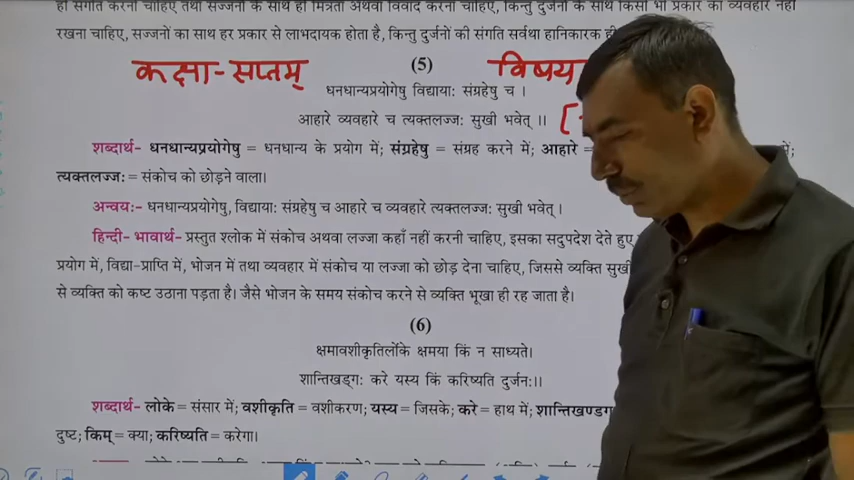 ही संगति करनी चाहिए तथा सज्जनों के साथ ही मित्रता अथवा विवाद करना चाहिए, किन्तु दुर्जनों के साथ किसी भी प्रकार का व्यवहार नहीं
रखना चाहिए, सज्जनों का साथ हर प्रकार से लाभदायक होता है, किन्तु दुर्जनों की संगति सर्वथा हानिकारक ही
कक्षा-सप्तम् (5) विषय
धनधान्यप्रयोगेषु विद्याया: संग्रहेषु च ।
आहारे व्यवहारे च त्यक्तलज्ज: सुखी भवेत् ।।
शब्दार्थ- धनधान्यप्रयोगेषु = धनधान्य के प्रयोग में; संग्रहेषु = संग्रह करने में; आहारे में;
त्यक्तलज्ज: = संकोच को छोड़ने वाला।
अन्वय:- धनधान्यप्रयोगेषु, विद्याया: संग्रहेषु च आहारे च व्यवहारे त्यक्तलज्ज: सुखी भवेत् ।
हिन्दी- भावार्थ- प्रस्तुत श्लोक में संकोच अथवा लज्जा कहाँ नहीं करनी चाहिए, इसका सदुपदेश देते हुए
प्रयोग में, विद्या-प्राप्ति में, भोजन में तथा व्यवहार में संकोच या लज्जा को छोड़ देना चाहिए, जिससे व्यक्ति सुखी
से व्यक्ति को कष्ट उठाना पड़ता है। जैसे भोजन के समय संकोच करने से व्यक्ति भूखा ही रह जाता है।
(6)
क्षमावशीकृतिर्लोके क्षमया किं न साध्यते।
शान्तिखड्ग: करे यस्य किं करिष्यति दुर्जन:।।
शब्दार्थ- लोके = संसार में; वशीकृति = वशीकरण; यस्य = जिसके; करे = हाथ में; शान्तिखण्डग
दुष्ट; किम् = क्या; करिष्यति = करेगा।